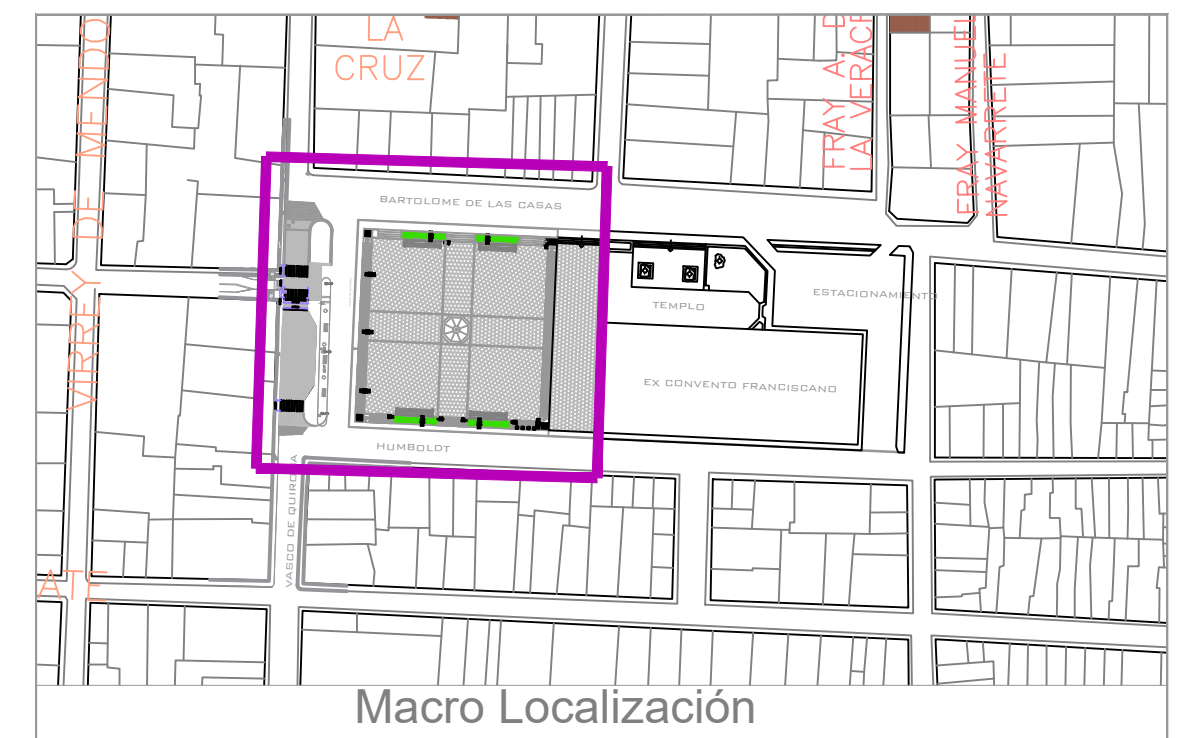 LA
CRUZ
FRAY A. D
LA VERACR
FRAY MANUEL
NAVARRETE
VIRREY DE MENDO
BARTOLOME DE LAS CASAS
ESTACIONAMIENTO
TEMPLO
EX CONVENTO FRANCISCANO
HUMBOLDT
VASCO DE QUIROGA
ATE
Macro Localización